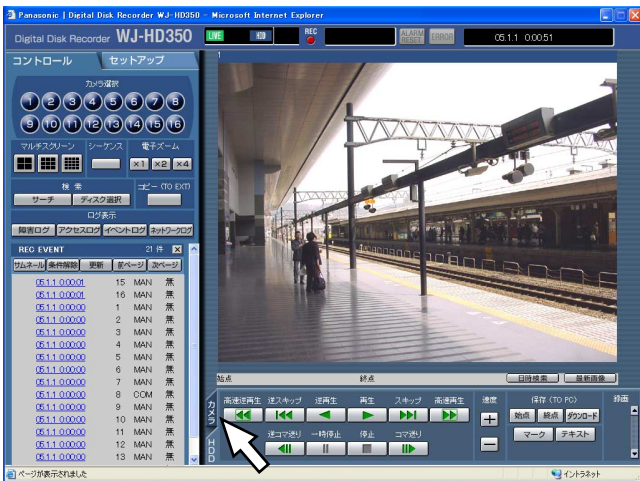 Panasonic | Digital Disk Recorder WJ-HD350 - Microsoft Internet Explorer
Digital Disk Recorder WJ-HD350
LIVE HDD REC ALARM RESET ERROR 05.1.1 0:00:51
コントロール セットアップ
カメラ選択
1 2 3 4 5 6 7 8
9 10 11 12 13 14 15 16
マルチスクリーン シーケンス 電子ズーム
×1 ×2 ×4
検 索 コピー (TO EXT)
サーチ ディスク選択
ログ表示
障害ログ アクセスログ イベントログ ネットワークログ
REC EVENT 21 件 X
サムネール 条件解除 更新 前ページ 次ページ
05.1.1 0:00:01 15 MAN 無
05.1.1 0:00:01 16 MAN 無
05.1.1 0:00:00 1 MAN 無
05.1.1 0:00:00 2 MAN 無
05.1.1 0:00:00 3 MAN 無
05.1.1 0:00:00 4 MAN 無
05.1.1 0:00:00 5 MAN 無
05.1.1 0:00:00 6 MAN 無
05.1.1 0:00:00 7 MAN 無
05.1.1 0:00:00 8 COM 無
05.1.1 0:00:00 9 MAN 無
05.1.1 0:00:00 10 MAN 無
05.1.1 0:00:00 11 MAN 無
05.1.1 0:00:00 12 MAN 無
05.1.1 0:00:00 13 MAN 無
1
始点 終点 日時検索 最新画像
カメラ
HDD
高速逆再生 逆スキップ 逆再生 再生 スキップ 高速再生 速度 保存 (TO PC) 録画
+ 始点 終点 ダウンロード
逆コマ送り 一時停止 停止 コマ送り − マーク テキスト
ページが表示されました イントラネット